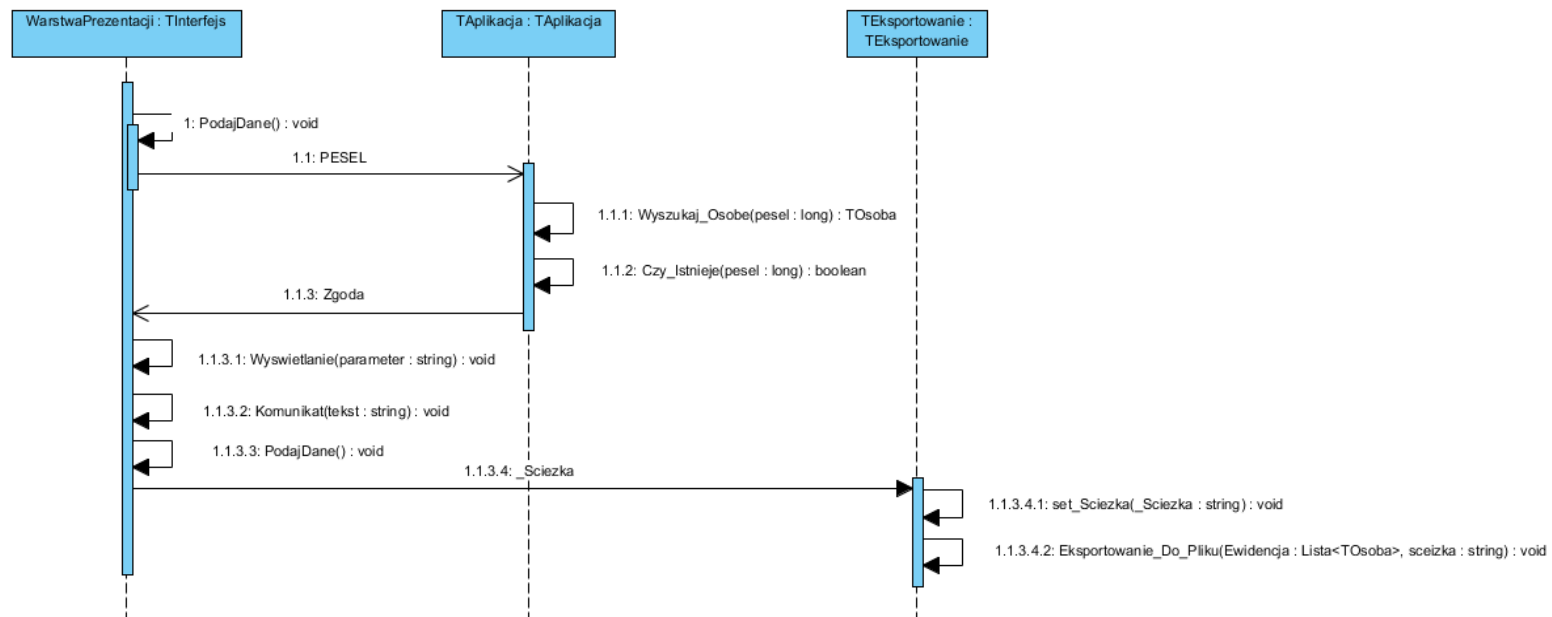 WarstwaPrezentacji : TInterfejs
TAplikacja : TAplikacja
TEksportowanie :
TEksportowanie
1: PodajDane() : void
1.1: PESEL
1.1.1: Wyszukaj_Osobe(pesel : long) : TOsoba
1.1.2: Czy_Istnieje(pesel : long) : boolean
1.1.3: Zgoda
1.1.3.1: Wyswietlanie(parameter : string) : void
1.1.3.2: Komunikat(tekst : string) : void
1.1.3.3: PodajDane() : void
1.1.3.4: _Sciezka
1.1.3.4.1: set_Sciezka(_Sciezka : string) : void
1.1.3.4.2: Eksportowanie_Do_Pliku(Ewidencja : Lista<TOsoba>, sceizka : string) : void